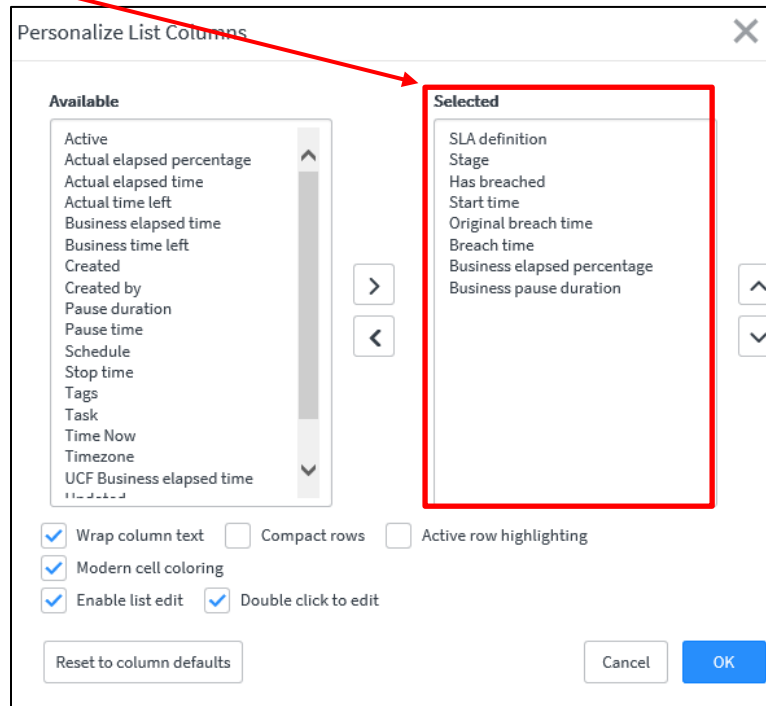 Personalize List Columns
Available
Active
Actual elapsed percentage
Actual elapsed time
Actual time left
Business elapsed time
Business time left
Created
Created by
Pause duration
Pause time
Schedule
Stop time
Tags
Task
Time Now
Timezone
UCF Business elapsed time
Updated
Selected
SLA definition
Stage
Has breached
Start time
Original breach time
Breach time
Business elapsed percentage
Business pause duration
Wrap column text Compact rows Active row highlighting
Modern cell coloring
Enable list edit Double click to edit
Reset to column defaults Cancel OK